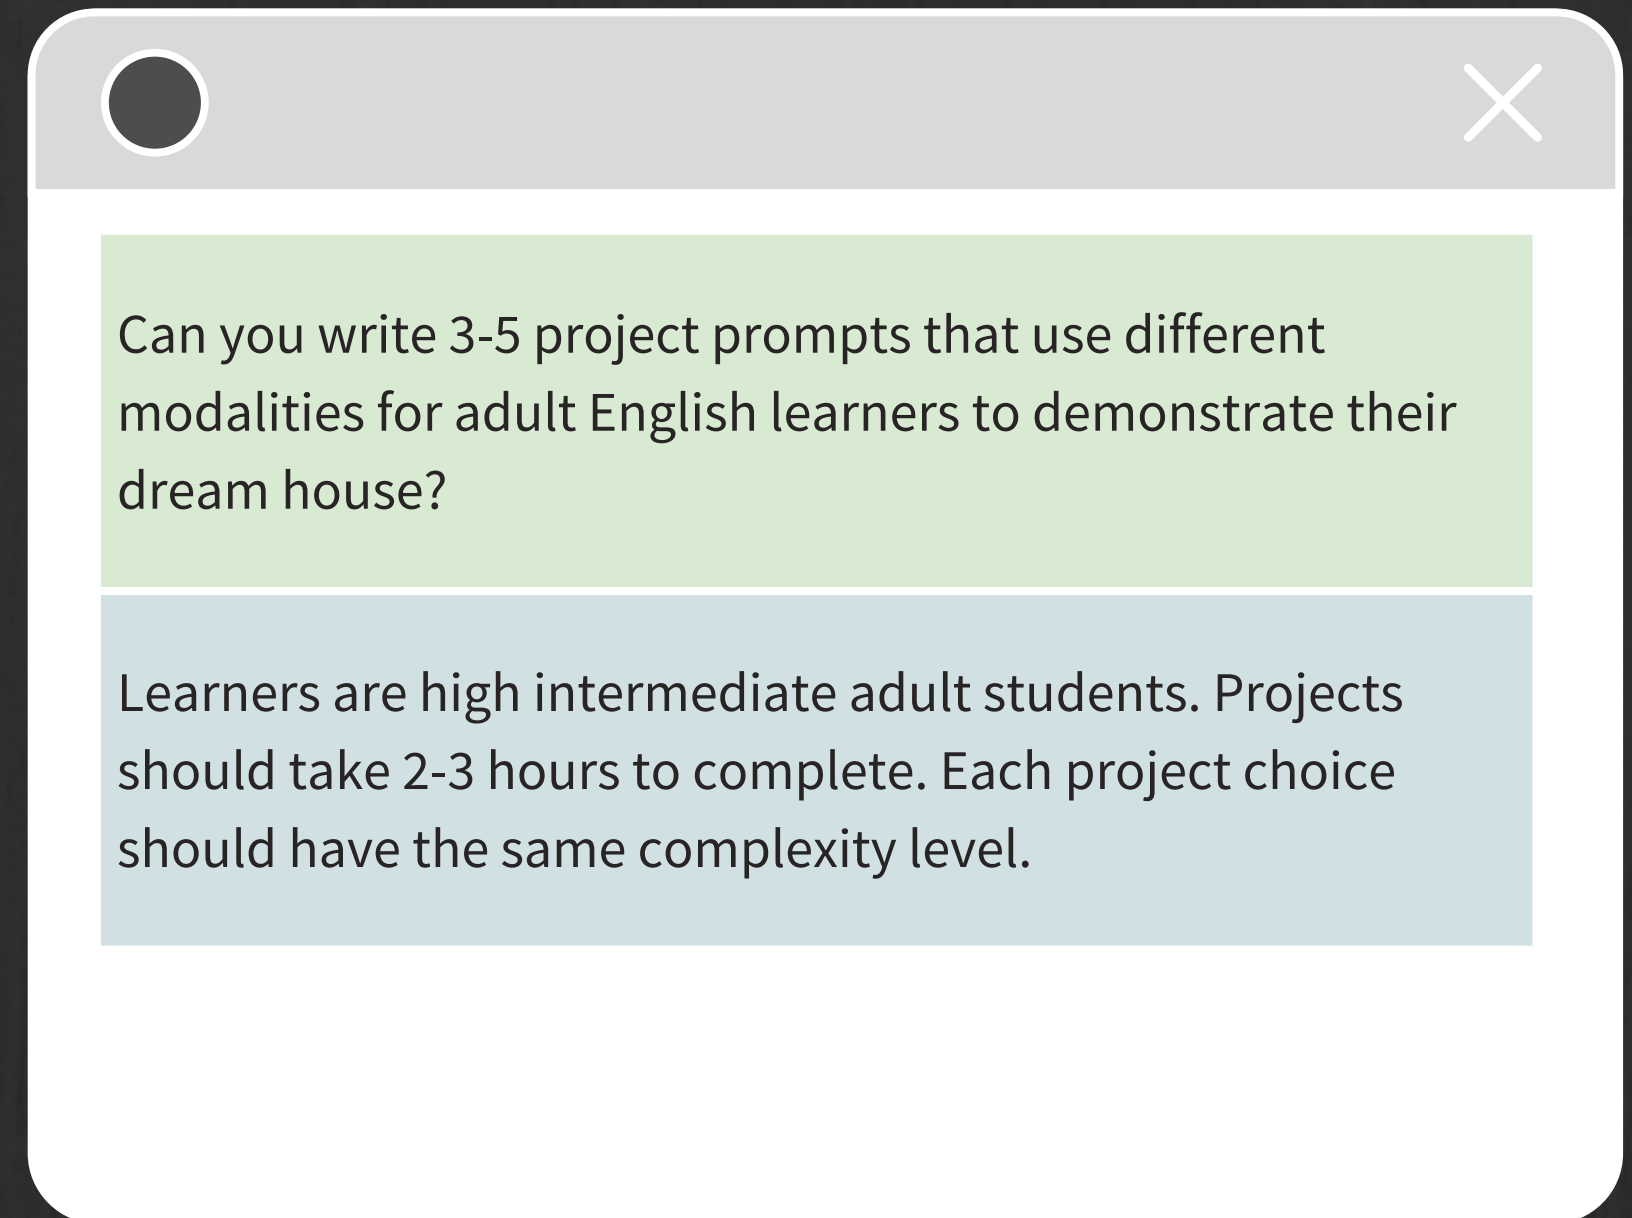 Can you write 3-5 project prompts that use different
modalities for adult English learners to demonstrate their
dream house?
Learners are high intermediate adult students. Projects
should take 2-3 hours to complete. Each project choice
should have the same complexity level.